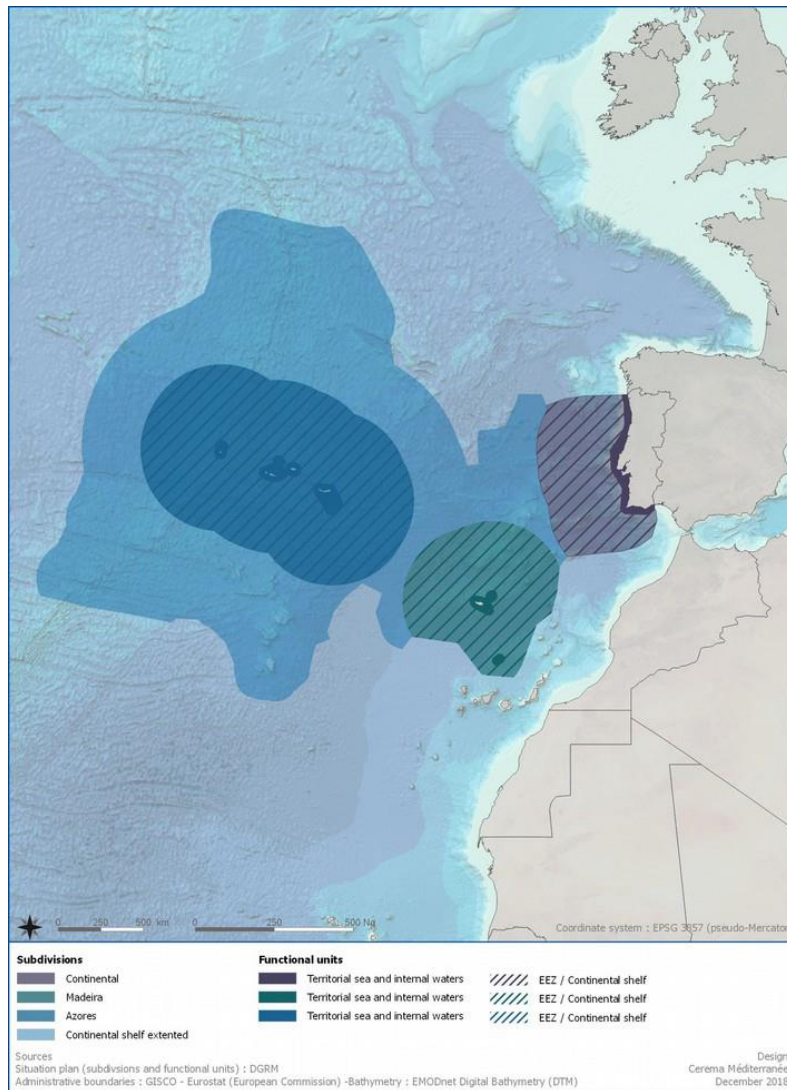 0 250 500 km 0 250 500 Nq
Coordinate system : EPSG 3857 (pseudo-Mercator
Subdivisions
Continental
Madeira
Azores
Continental shelf extented
Functional units
Territorial sea and internal waters
EEZ / Continental shelf
Territorial sea and internal waters
EEZ / Continental shelf
Territorial sea and internal waters
EEZ / Continental shelf
Sources
Situation plan (subdivsions and functional units) : DGRM
Administrative boundaries : GISCO - Eurostat (European Commission) -Bathymetry : EMODnet Digital Bathymetry (DTM)
Design
Cerema Méditerranée
December 2018